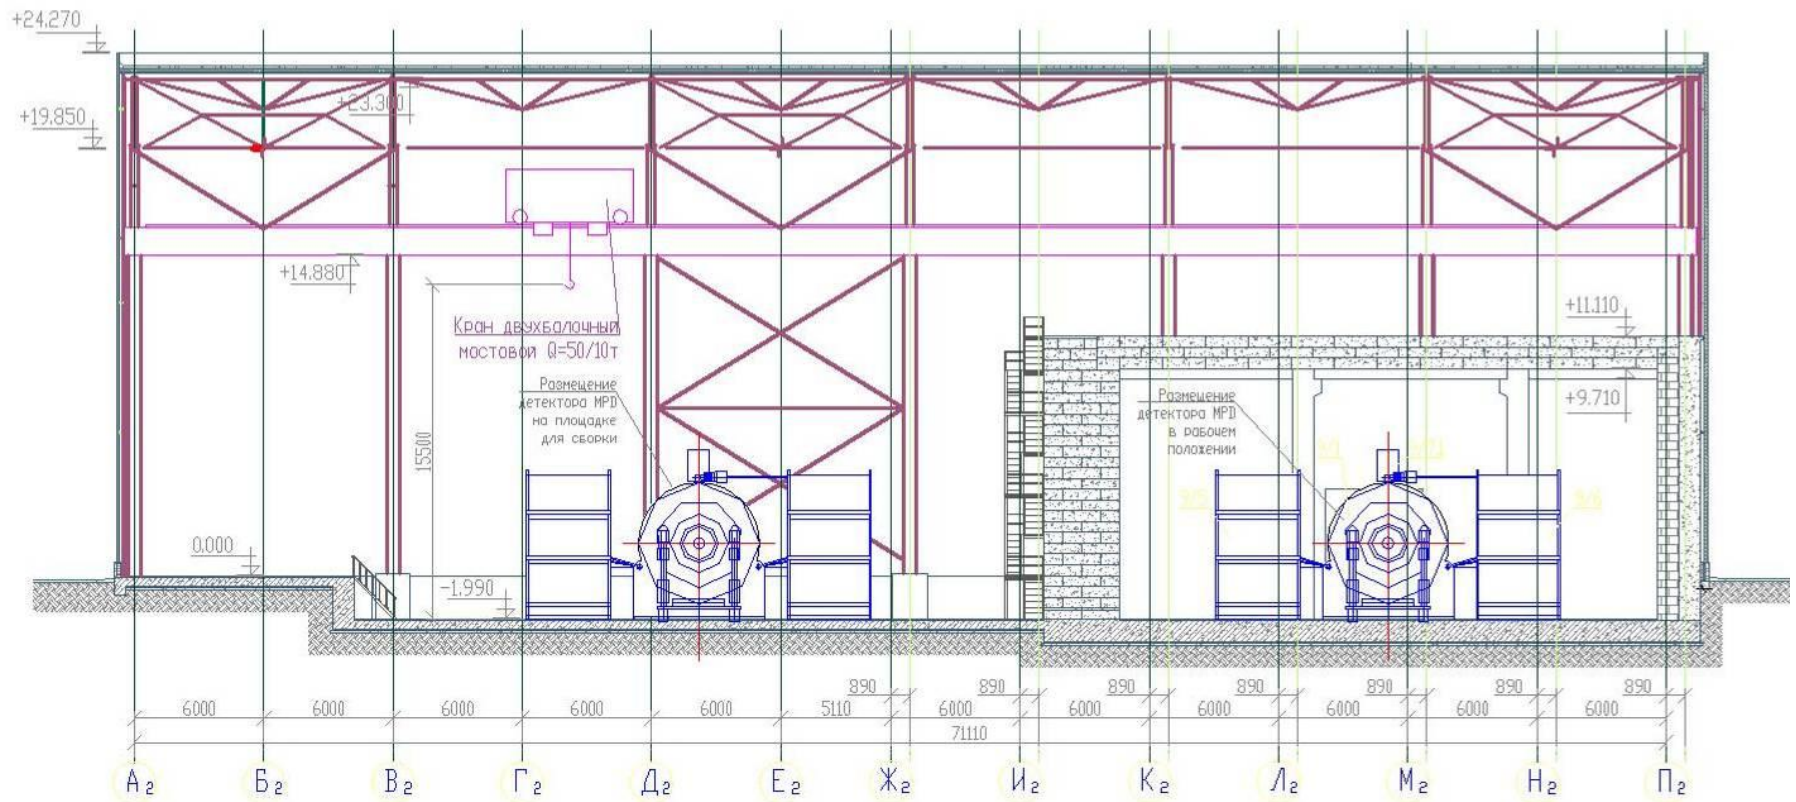 +24.270
+19.850
+23.300
+14.880
Кран двухбалочный
мостовой Q=50/10т
Размещение
детектора MPD
на площадке
для сборки
15500
0.000
-1.990
+11.110
+9.710
Размещение
детектора MPD
в рабочем
положении
890 890 890 890 890 890 890
6000 6000 6000 6000 6000 5110 6000 6000 6000 6000 6000 6000
71110
А2 Б2 В2 Г2 Д2 Е2 Ж2 И2 К2 Л2 М2 Н2 П2